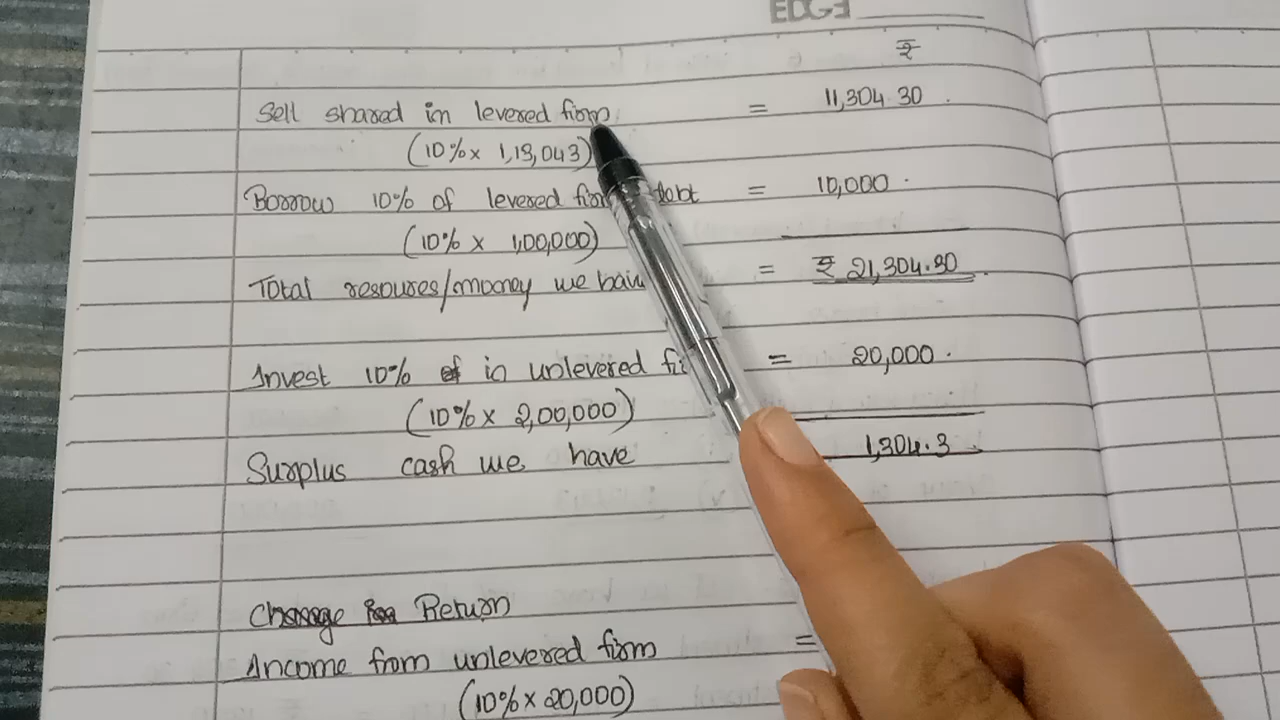 EDGE
₹
Sell shared in levered firm = 11,304.30
(10% x 1,13,043)
Borrow 10% of levered = 10,000
(10% x 1,00,000)
Total resoures/money we = ₹ 21,304.30
Invest 10% in unlevered = 20,000
(10% x 2,00,000)
Surplus cash we have 1,304.3
Return
Income from unlevered firm =
(10% x 20,000)